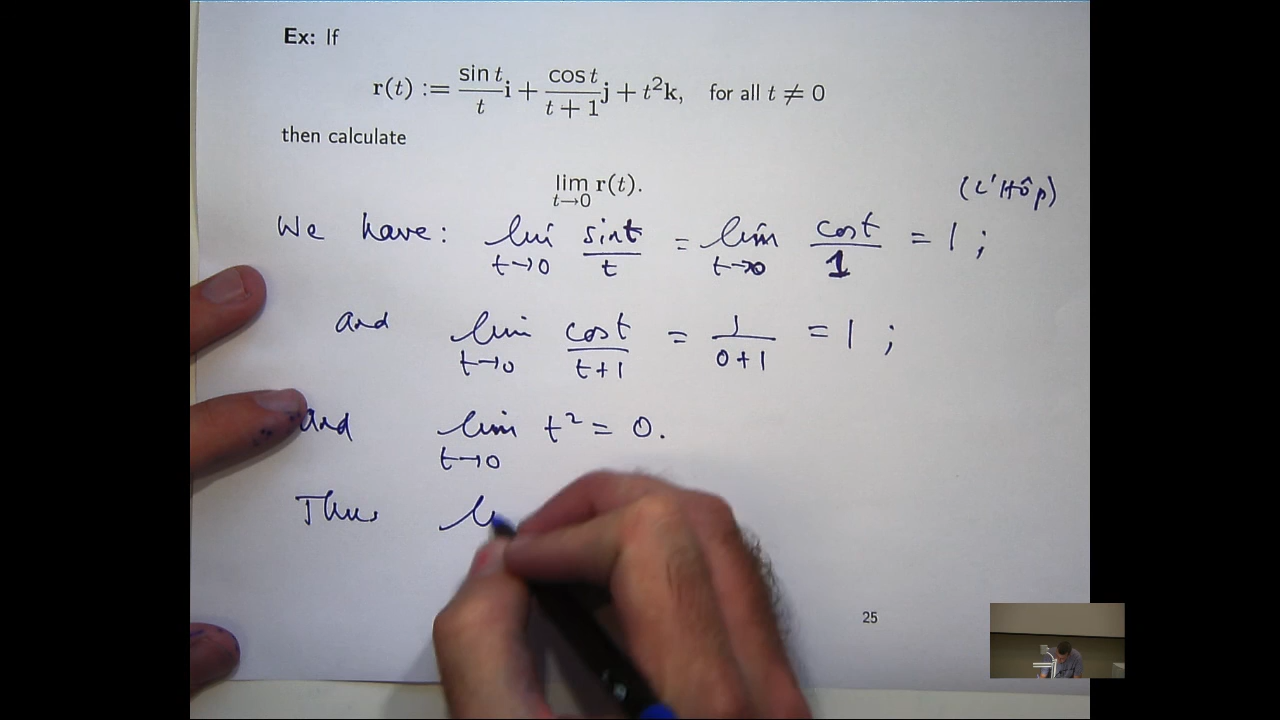 Ex: If
r(t) := sin t/t i + cos t/t + 1 j + t²k, for all t ≠ 0
then calculate
lim t→0 r(t).
(L'Hôp)
We have: lim t→0 sin t/t = lim t→0 cos t/1 = 1 ;
and lim t→0 cos t/t+1 = 1/0+1 = 1 ;
and lim t→0 t² = 0.
Thus
25